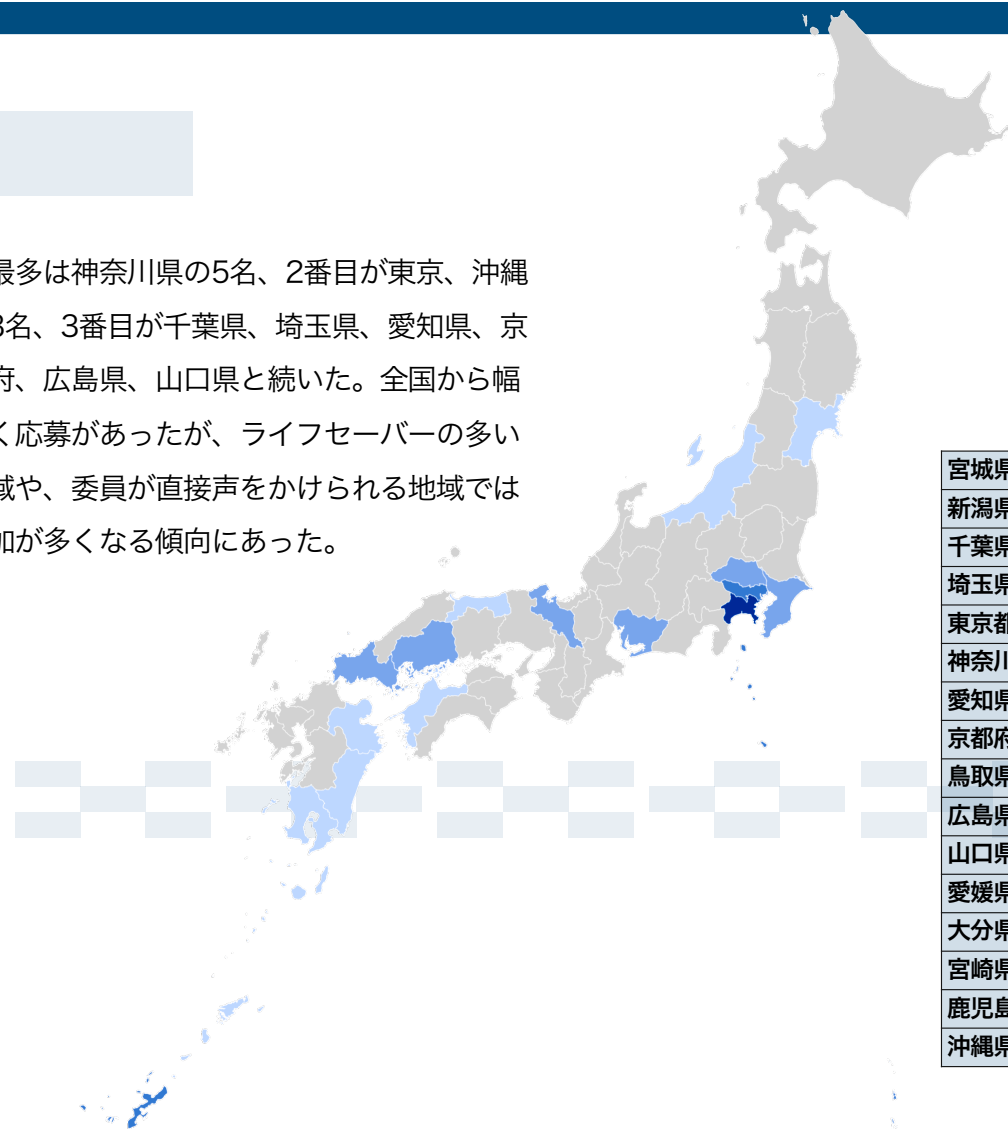 最多は神奈川県の5名、2番目が東京、沖縄
3名、3番目が千葉県、埼玉県、愛知県、京
府、広島県、山口県と続いた。全国から幅
く応募があったが、ライフセーバーの多い
域や、委員が直接声をかけられる地域では
加が多くなる傾向にあった。
宮城県
新潟県
千葉県
埼玉県
東京都
神奈川
愛知県
京都府
鳥取県
広島県
山口県
愛媛県
大分県
宮崎県
鹿児島
沖縄県